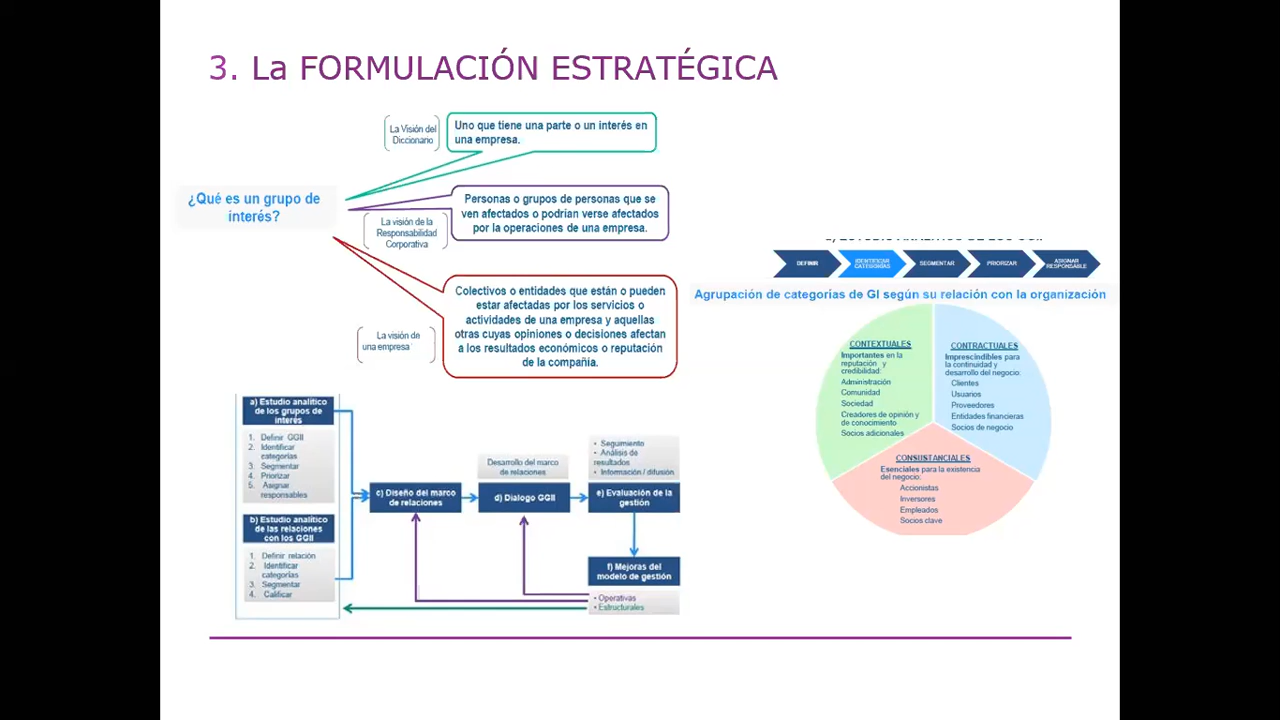 3. La FORMULACIÓN ESTRATÉGICA
La Visión del
Diccionario
Uno que tiene una parte o un interés en
una empresa.
¿Qué es un grupo de
interés?
Personas o grupos de personas que se
ven afectados o podrían verse afectados
por la operaciones de una empresa.
La visión de la
Responsabilidad
Corporativa
Colectivos o entidades que están o pueden
estar afectadas por los servicios o
actividades de una empresa y aquellas
otras cuyas opiniones o decisiones afectan
a los resultados económicos o reputación
de la compañía.
La visión de
una empresa
a) Estudio analítico
de los grupos de
interés
1. Definir GGII
2. Identificar
categorías
3. Segmentar
4. Priorizar
5. Asignar
responsables
b) Estudio analítico
de las relaciones
con los GGII
1. Definir relación
2. Identificar
categorías
3. Segmentar
4. Calificar
c) Diseño del marco
de relaciones
Desarrollo del marco
de relaciones
d) Dialogo GGII
• Seguimiento
• Análisis de
resultados
• Información / difusión
e) Evaluación de la
gestión
f) Mejoras del
modelo de gestión
• Operativas
• Estructurales
DEFINIR
IDENTIFICAR
CATEGORÍAS
SEGMENTAR
PRIORIZAR
ASIGNAR
RESPONSABLE
Agrupación de categorías de GI según su relación con la organización
CONTEXTUALES
Importantes en la
reputación y
credibilidad:
Administración
Comunidad
Sociedad
Creadores de opinión y
de conocimiento
Socios adicionales
CONTRACTUALES
Imprescindibles para
la continuidad y
desarrollo del negocio:
Clientes
Usuarios
Proveedores
Entidades financieras
Socios de negocio
CONSUSTANCIALES
Esenciales para la existencia
del negocio:
Accionistas
Inversores
Empleados
Socios clave